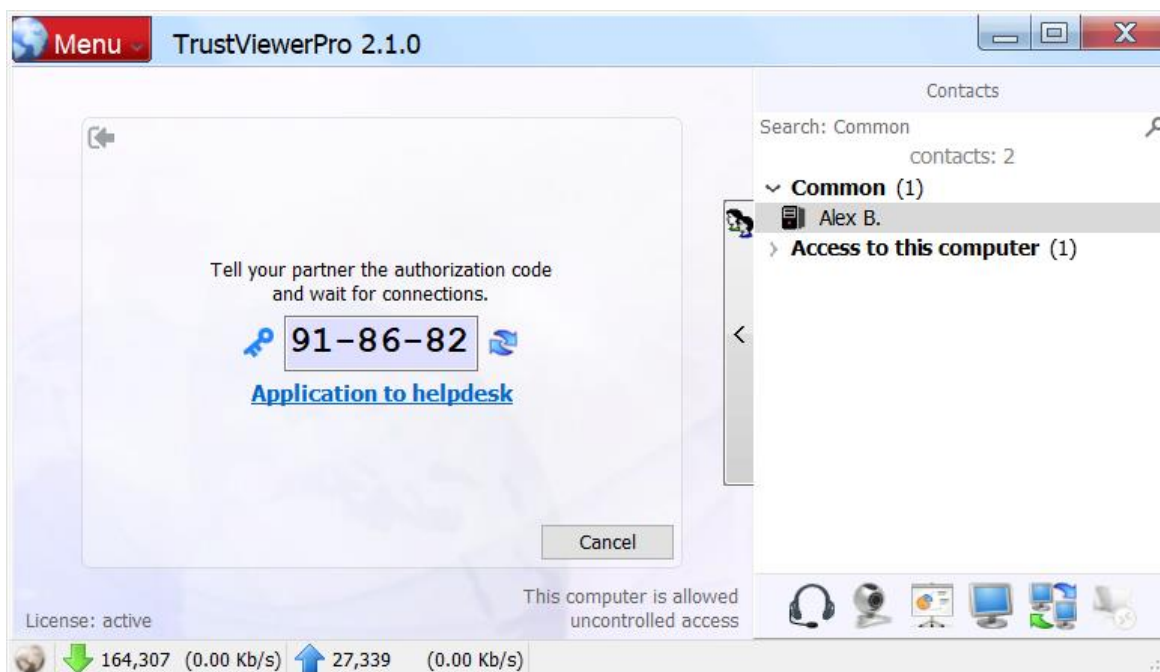 Menu
TrustViewerPro 2.1.0
Tell your partner the authorization code
and wait for connections.
91-86-82
Application to helpdesk
Cancel
This computer is allowed
uncontrolled access
License: active
164,307 (0.00 Kb/s) 27,339 (0.00 Kb/s)
Contacts
Search: Common
contacts: 2
Common (1)
Alex B.
Access to this computer (1)